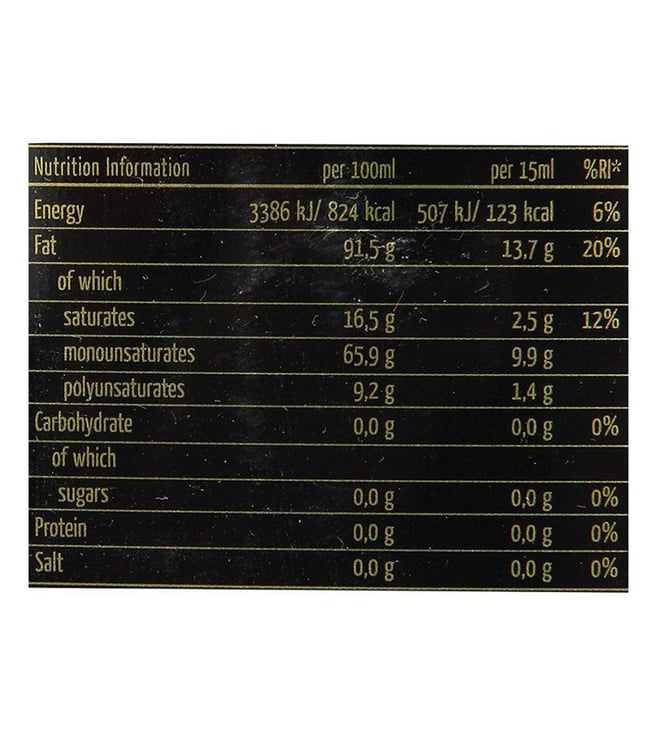 Nutrition Information per 100ml per 15ml %RI*
Energy 3386 kJ/ 824 kcal 507 kJ/ 123 kcal 6%
Fat 91,5 g 13,7 g 20%
of which
saturates 16,5 g 2,5 g 12%
monounsaturates 65,9 g 9,9 g
polyunsaturates 9,2 g 1,4 g
Carbohydrate 0,0 g 0,0 g 0%
of which
sugars 0,0 g 0,0 g 0%
Protein 0,0 g 0,0 g 0%
Salt 0,0 g 0,0 g 0%